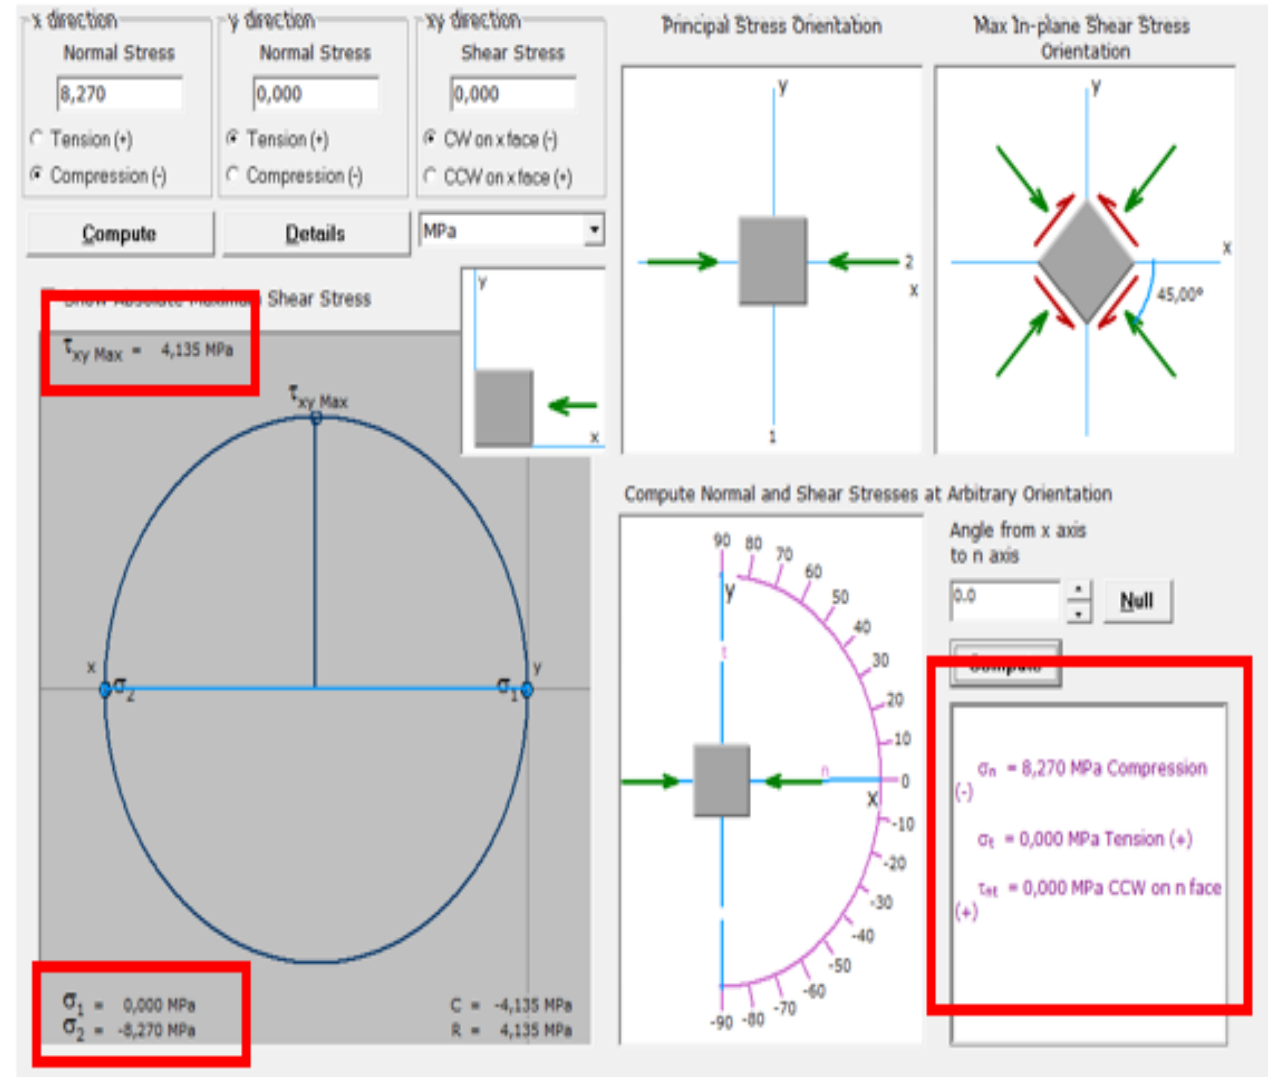 x direction
Normal Stress
8,270
Tension (+)
Compression (-)
y direction
Normal Stress
0,000
Tension (+)
Compression (-)
xy direction
Shear Stress
0,000
CW on x face (-)
CCW on x face (+)
Compute
Details
MPa
Show Absolute Maximum Shear Stress
τxy Max = 4,135 MPa
τxy Max
y
x
x
σ2
σ1
y
σ1 = 0,000 MPa
σ2 = -8,270 MPa
C = -4,135 MPa
R = 4,135 MPa
Principal Stress Orientation
y
2
x
1
Max In-plane Shear Stress
Orientation
y
x
45,00º
Compute Normal and Shear Stresses at Arbitrary Orientation
90
80
70
60
50
40
30
20
10
0
-10
-20
-30
-40
-50
-60
-70
-80
-90
y
t
n
x
Angle from x axis
to n axis
0.0
Null
Compute
σn = 8,270 MPa Compression
(-)
σt = 0,000 MPa Tension (+)
τnt = 0,000 MPa CCW on n face
(+)